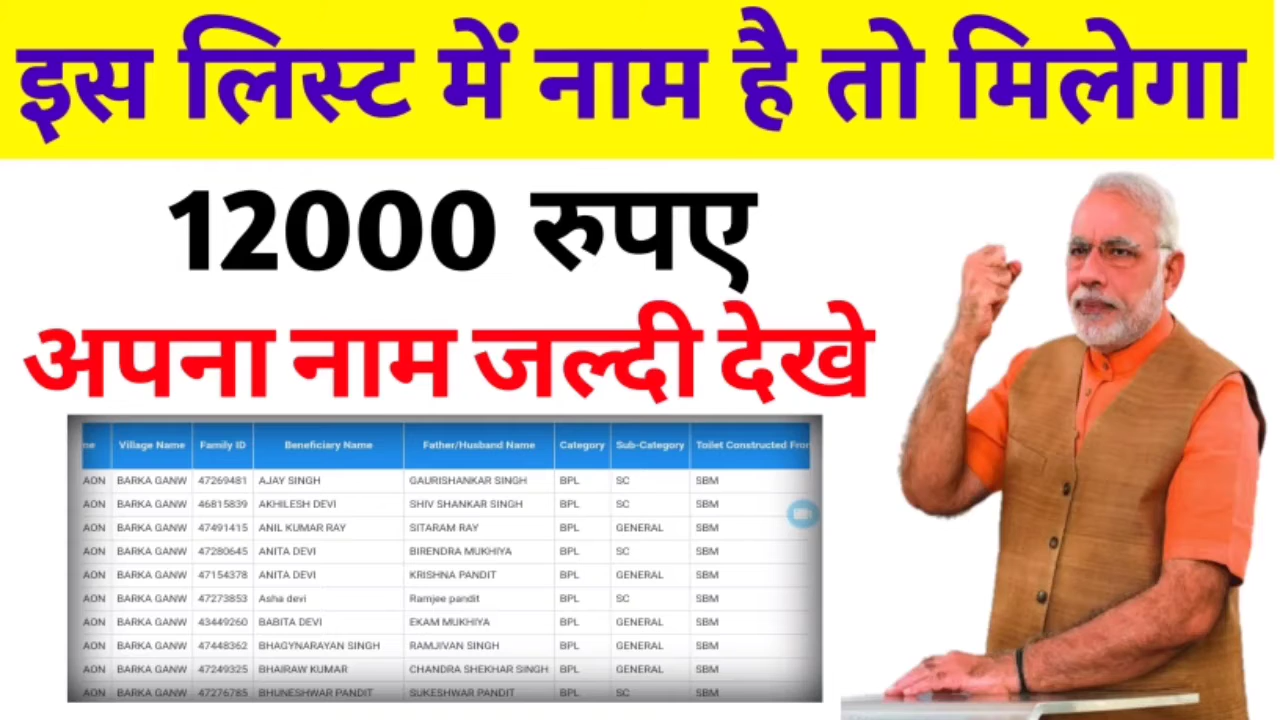 इस लिस्ट में नाम है तो मिलेगा
12000 रुपए
अपना नाम जल्दी देखे
me Village Name Family ID Beneficiary Name Father/Husband Name Category Sub-Category Toilet Constructed From
AON BARKA GANW 47269481 AJAY SINGH GAURISHANKAR SINGH BPL SC SBM
AON BARKA GANW 46815839 AKHILESH DEVI SHIV SHANKAR SINGH BPL SC SBM
AON BARKA GANW 47491415 ANIL KUMAR RAY SITARAM RAY BPL GENERAL SBM
AON BARKA GANW 47280645 ANITA DEVI BIRENDRA MUKHIYA BPL SC SBM
AON BARKA GANW 47154378 ANITA DEVI KRISHNA PANDIT BPL GENERAL SBM
AON BARKA GANW 47273853 Asha devi Ramjee pandit BPL SC SBM
AON BARKA GANW 43449260 BABITA DEVI EKAM MUKHIYA BPL GENERAL SBM
AON BARKA GANW 47448362 BHAGYNARAYAN SINGH RAMJIVAN SINGH BPL GENERAL SBM
AON BARKA GANW 47249325 BHAIRAW KUMAR CHANDRA SHEKHAR SINGH BPL GENERAL SBM
AON BARKA GANW 47276785 BHUNESHWAR PANDIT SUKESHWAR PANDIT BPL SC SBM